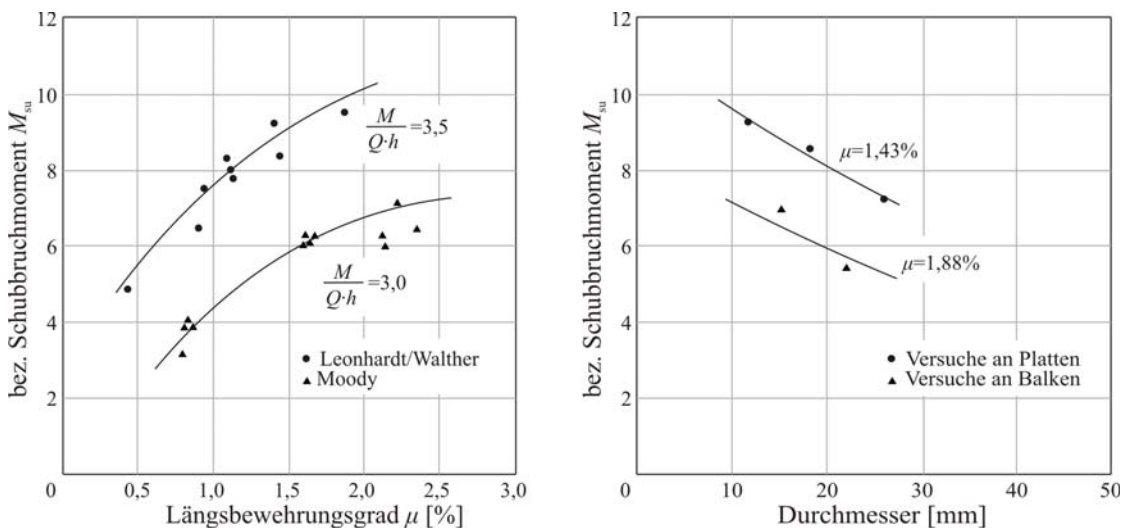 bez. Schubbruchmoment M_su
12
10
8
6
4
2
0
0,5
1,0
1,5
2,0
2,5
3,0
Längsbewehrungsgrad μ [%]
M
Q·h
=3,5
M
Q·h
=3,0
Leonhardt/Walther
Moody
bez. Schubbruchmoment M_su
12
10
8
6
4
2
0
10
20
30
40
50
Durchmesser [mm]
μ=1,43%
μ=1,88%
Versuche an Platten
Versuche an Balken